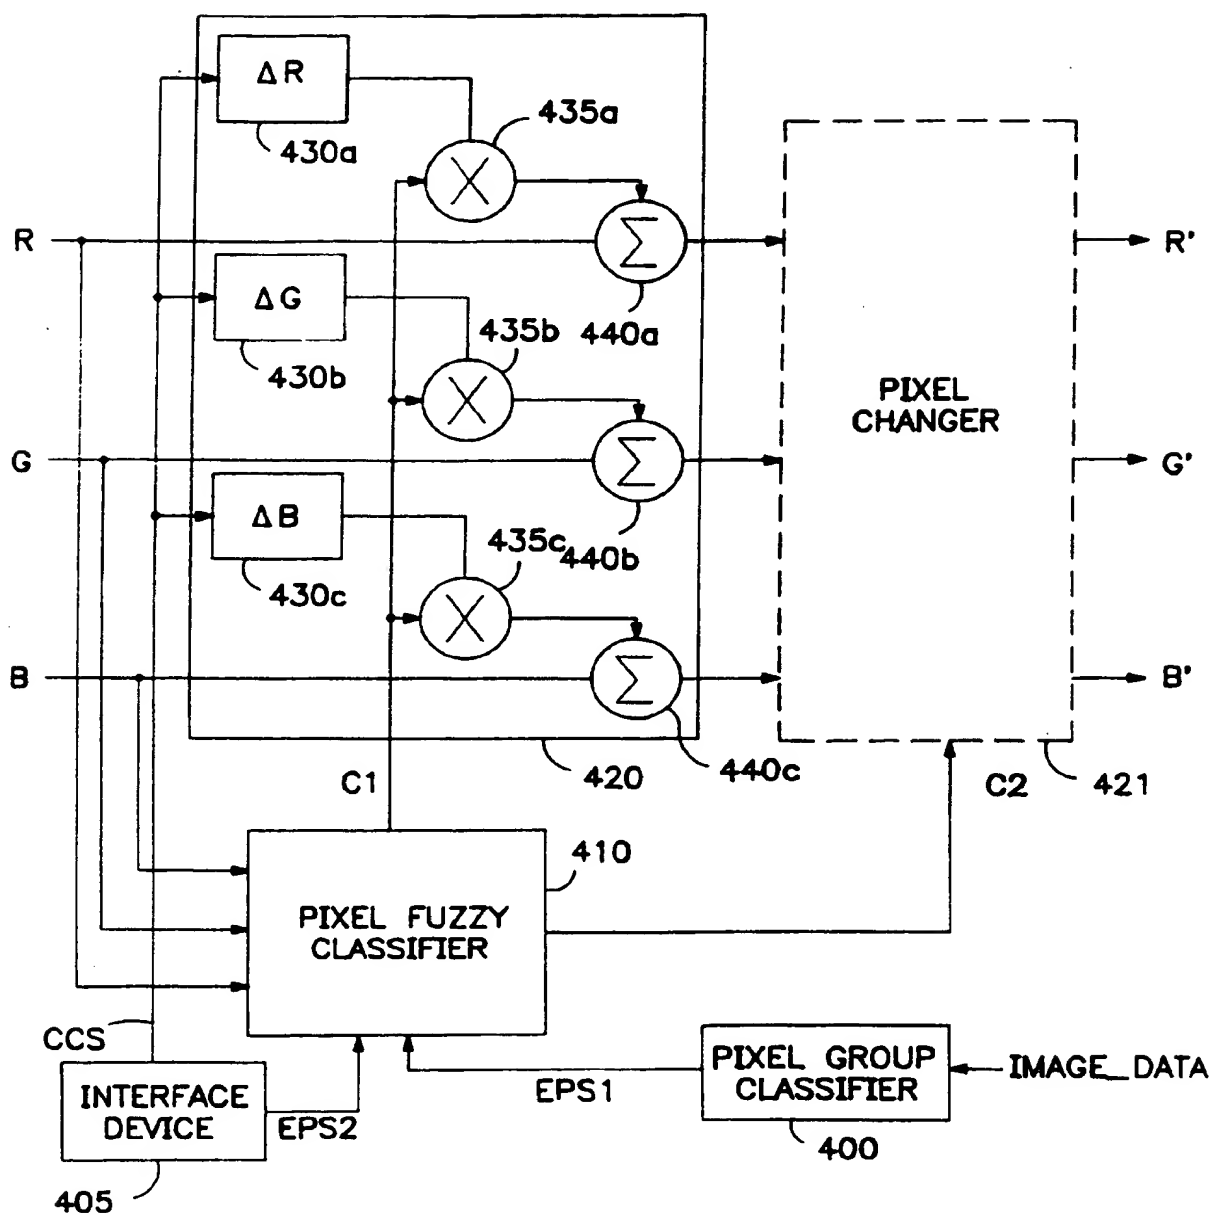 ΔR
435a
430a
R
Σ
R'
ΔG
435b
440a
430b
PIXEL
CHANGER
G
Σ
G'
ΔB
435c
440b
430c
B
Σ
B'
C1
420
440c
C2
421
410
PIXEL FUZZY
CLASSIFIER
CCS
INTERFACE
DEVICE
EPS2
EPS1
PIXEL GROUP
CLASSIFIER
IMAGE_DATA
400
405